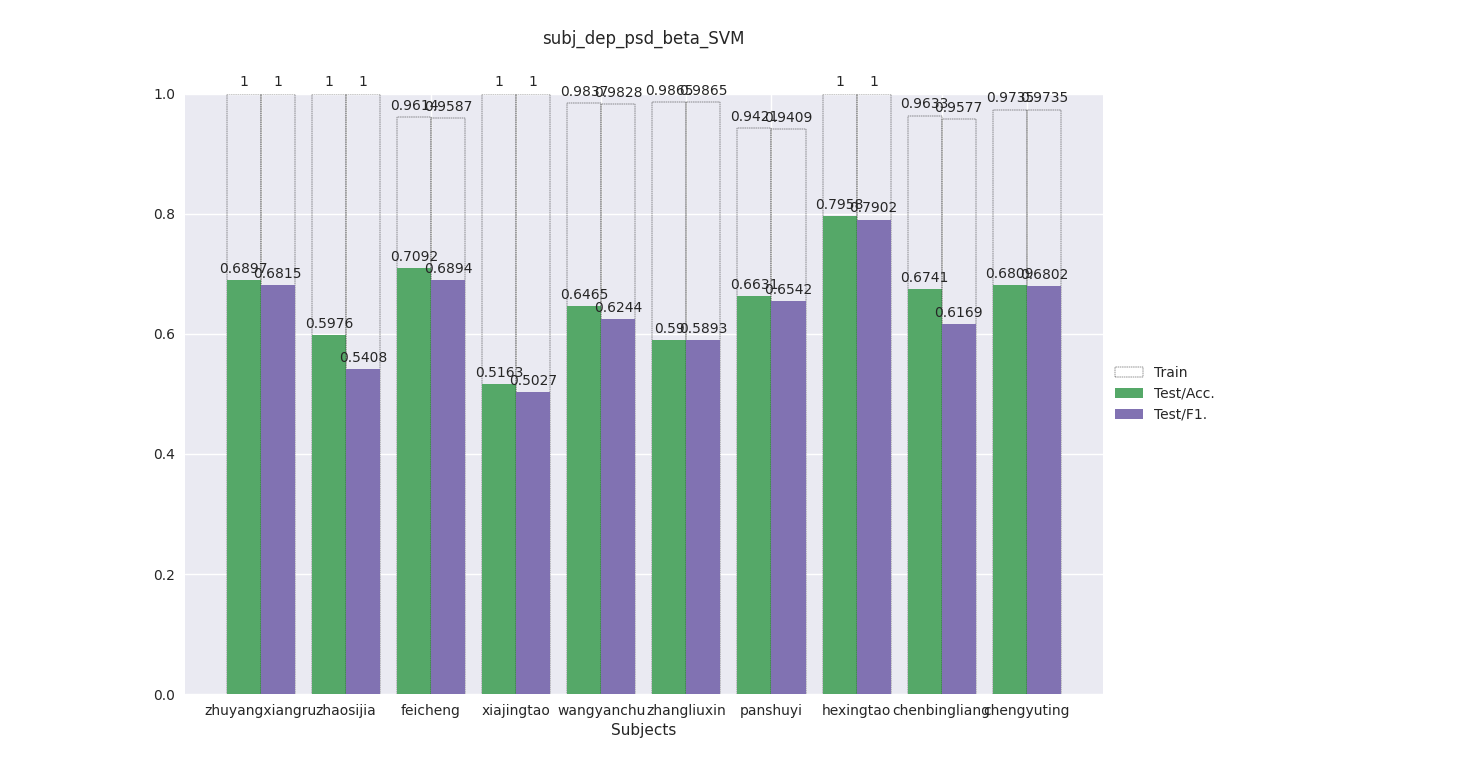 subj_dep_psd_beta_SVM
1 1 1 1 0.9614 0.9587 1 1 0.9837 0.9828 0.9865 0.9865 0.9421 0.9409 1 1 0.9633 0.9577 0.9735 0.9735
1.0
0.8
0.6
0.4
0.2
0.0
0.6897 0.6815 0.5976 0.5408 0.7092 0.6894 0.5163 0.5027 0.6465 0.6244 0.59 0.5893 0.6631 0.6542 0.7958 0.7902 0.6741 0.6169 0.6809 0.6802
zhuyangxiangru zhaosijia feicheng xiajingtao wangyanchu zhangliuxin panshuyi hexingtao chenbingliang chengyuting
Subjects
Train
Test/Acc.
Test/F1.